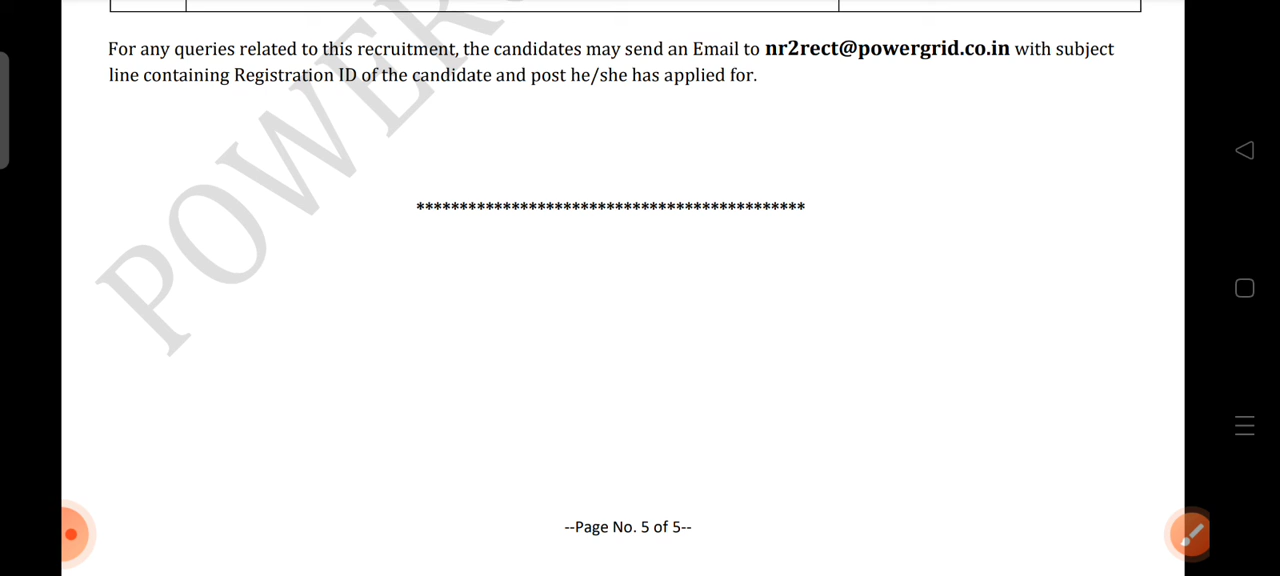 For any queries related to this recruitment, the candidates may send an Email to nr2rect@powergrid.co.in with subject
line containing Registration ID of the candidate and post he/she has applied for.
POWER
*********************************************
--Page No. 5 of 5--